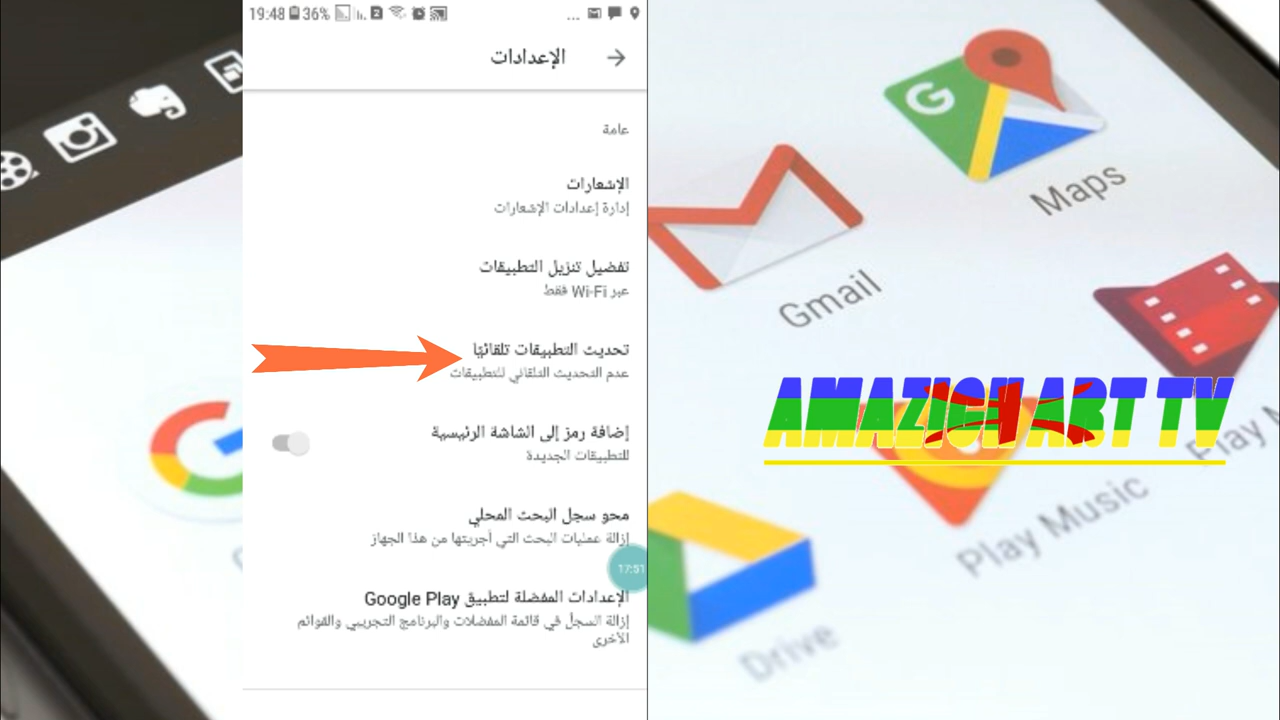 19:48
36%
2
...
الإعدادات
عامة
الإشعارات
إدارة إعدادات الإشعارات
تفضيل تنزيل التطبيقات
عبر Wi-Fi فقط
تحديث التطبيقات تلقائيًا
عدم التحديث التلقائي للتطبيقات
إضافة رمز إلى الشاشة الرئيسية
للتطبيقات الجديدة
محو سجل البحث المحلي
إزالة عمليات البحث التي أجريتها من هذا الجهاز
17:51
الإعدادات المفضلة لتطبيق Google Play
إزالة السجلّ في قائمة المفضلات والبرنامج التجريبي والقوائم
الأخرى
G
Maps
Gmail
AMAZIGH ART TV
Play M
Play Music
Drive